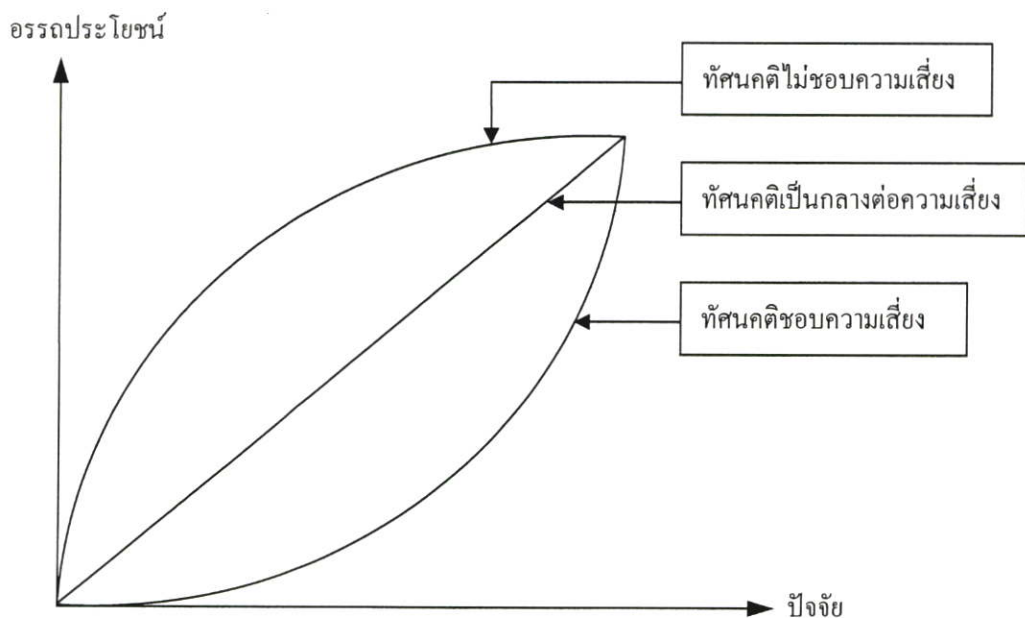 อรรถประโยชน์
ทัศนคติไม่ชอบความเสี่ยง
ทัศนคติเป็นกลางต่อความเสี่ยง
ทัศนคติชอบความเสี่ยง
ปัจจัย